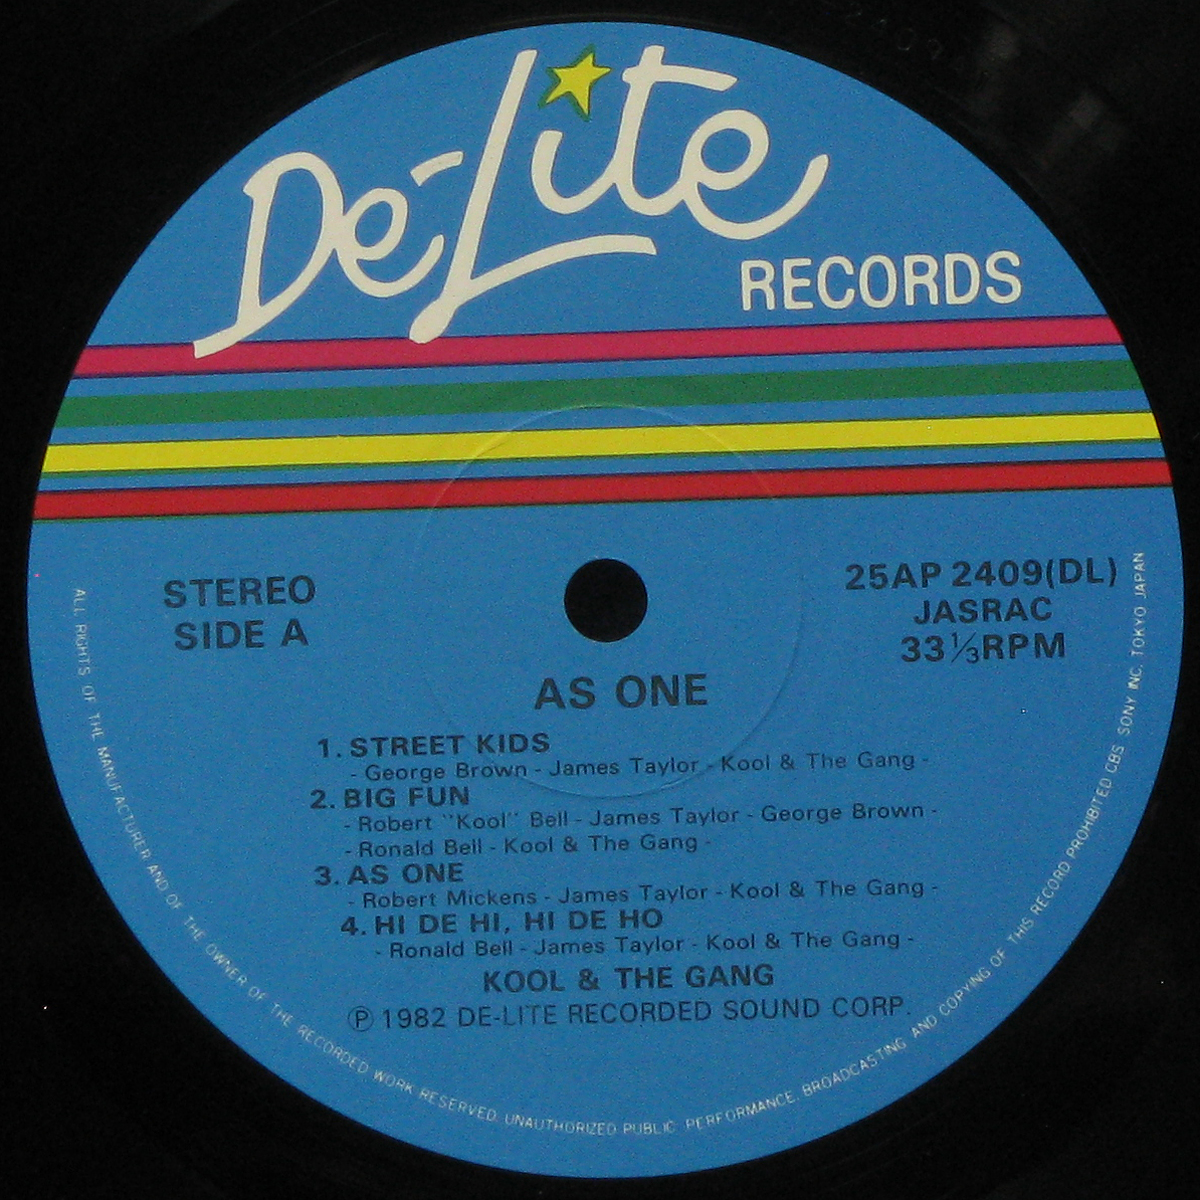 De-Lite
RECORDS
STEREO
SIDE A
25AP 2409(DL)
JASRAC
33⅓RPM
AS ONE
1. STREET KIDS
- George Brown - James Taylor - Kool & The Gang -
2. BIG FUN
- Robert "Kool" Bell - James Taylor - George Brown -
- Ronald Bell - Kool & The Gang -
3. AS ONE
- Robert Mickens - James Taylor - Kool & The Gang -
4. HI DE HI, HI DE HO
- Ronald Bell - James Taylor - Kool & The Gang -
KOOL & THE GANG
Ⓟ 1982 DE-LITE RECORDED SOUND CORP.
ALL RIGHTS OF THE MANUFACTURER AND OF THE OWNER OF THE RECORDED WORK RESERVED. UNAUTHORIZED PUBLIC PERFORMANCE. BROADCASTING AND COPYING OF THIS RECORD PROHIBITED CBS SONY INC. TOKYO JAPAN